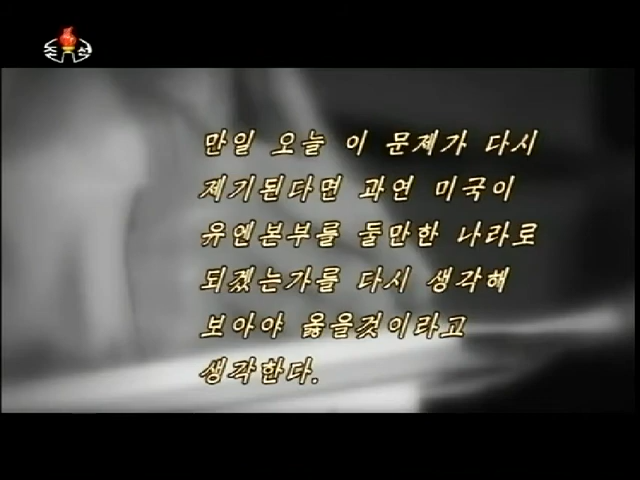 조선
만일 오늘 이 문제가 다시
제기된다면 과연 미국이
유엔본부를 둘만한 나라로
되겠는가를 다시 생각해
보아야 옳을것이라고
생각한다.